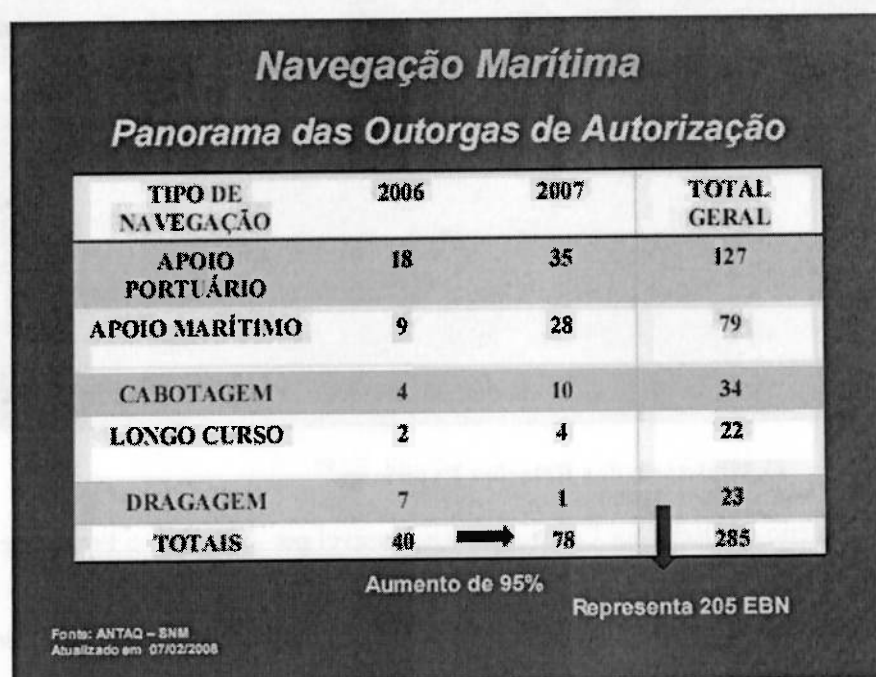 Navegação Marítima
Panorama das Outorgas de Autorização
TIPO DE NAVEGAÇÃO 2006 2007 TOTAL GERAL
APOIO PORTUÁRIO 18 35 127
APOIO MARÍTIMO 9 28 79
CABOTAGEM 4 10 34
LONGO CURSO 2 4 22
DRAGAGEM 7 1 23
TOTAIS 40 78 285
Aumento de 95%
Representa 205 EBN
Fonte: ANTAQ – SNM
Atualizado em 07/02/2008